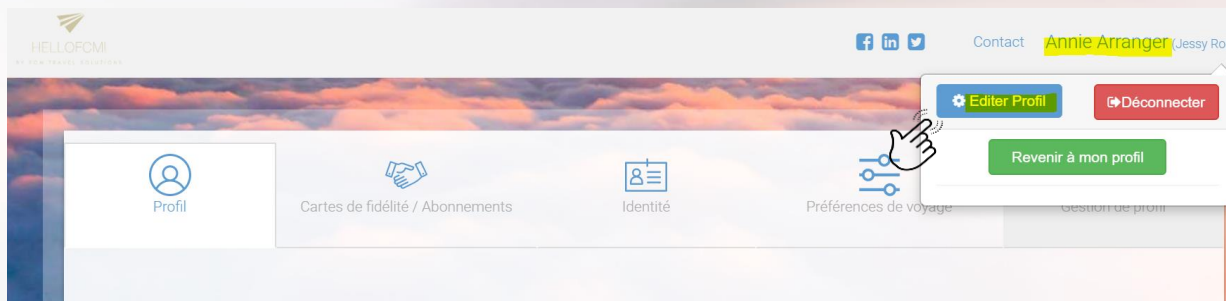 HELLOFCMI
Contact Annie Arranger (Jessy Ro
Editer Profil Déconnecter
Revenir à mon profil
Profil Cartes de fidélité / Abonnements Identité Préférences de voyage Gestion de profil